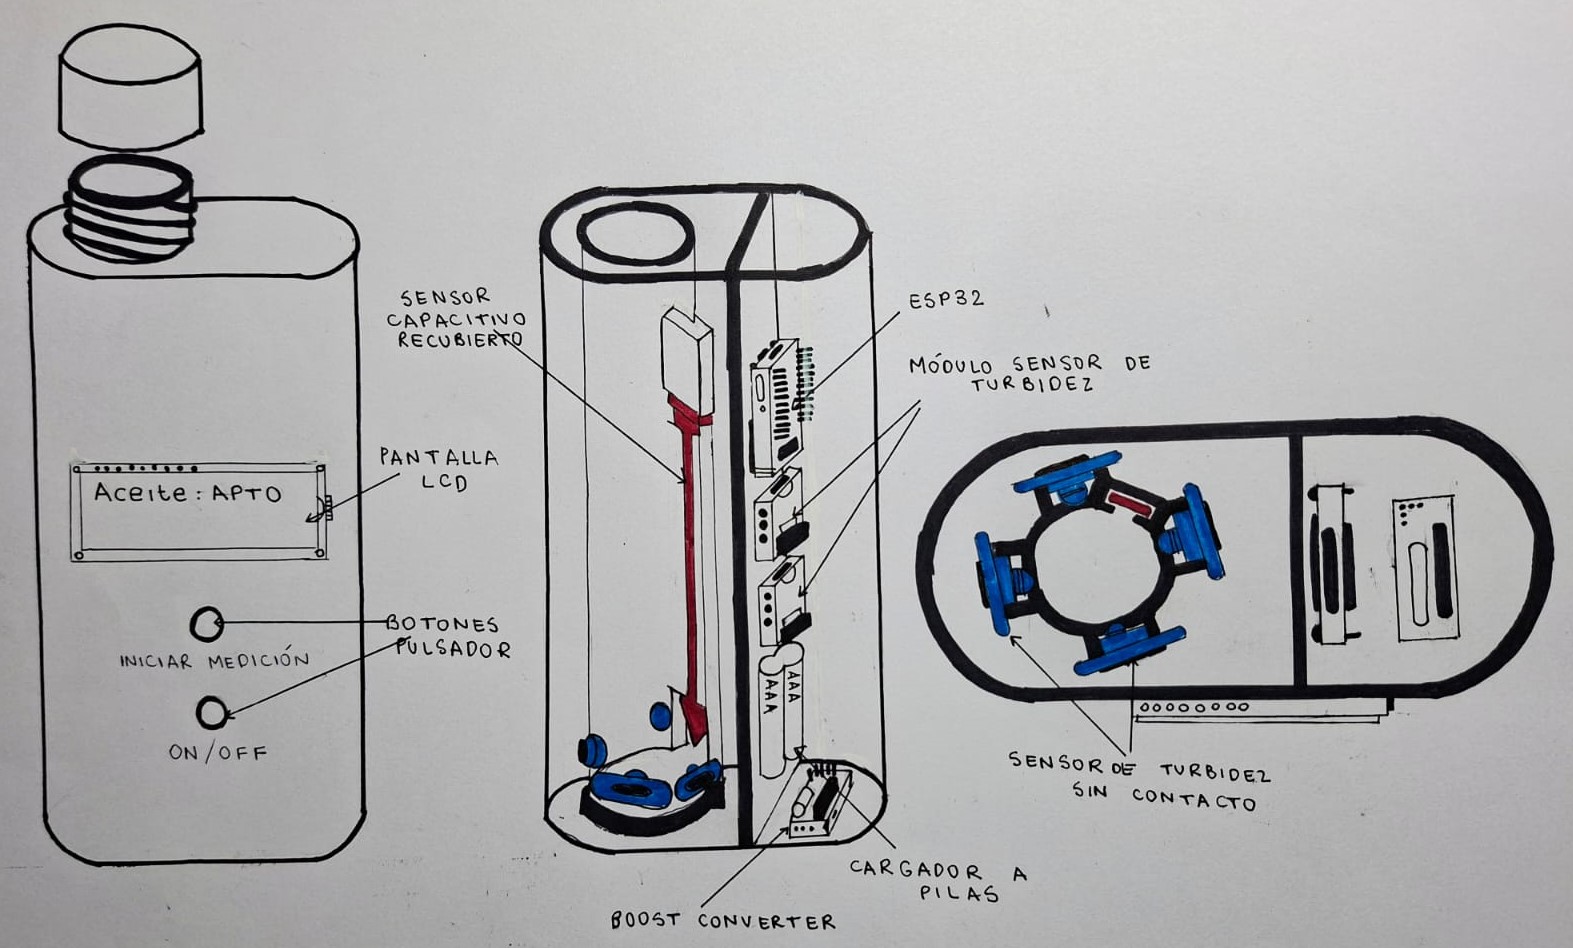 SENSOR
CAPACITIVO
RECUBIERTO
ESP32
MÓDULO SENSOR DE
TURBIDEZ
PANTALLA
LCD
Aceite: APTO
BOTONES
PULSADOR
INICIAR MEDICIÓN
ON/OFF
AAA
AAA
SENSOR DE TURBIDEZ
SIN CONTACTO
CARGADOR A
PILAS
BOOST CONVERTER